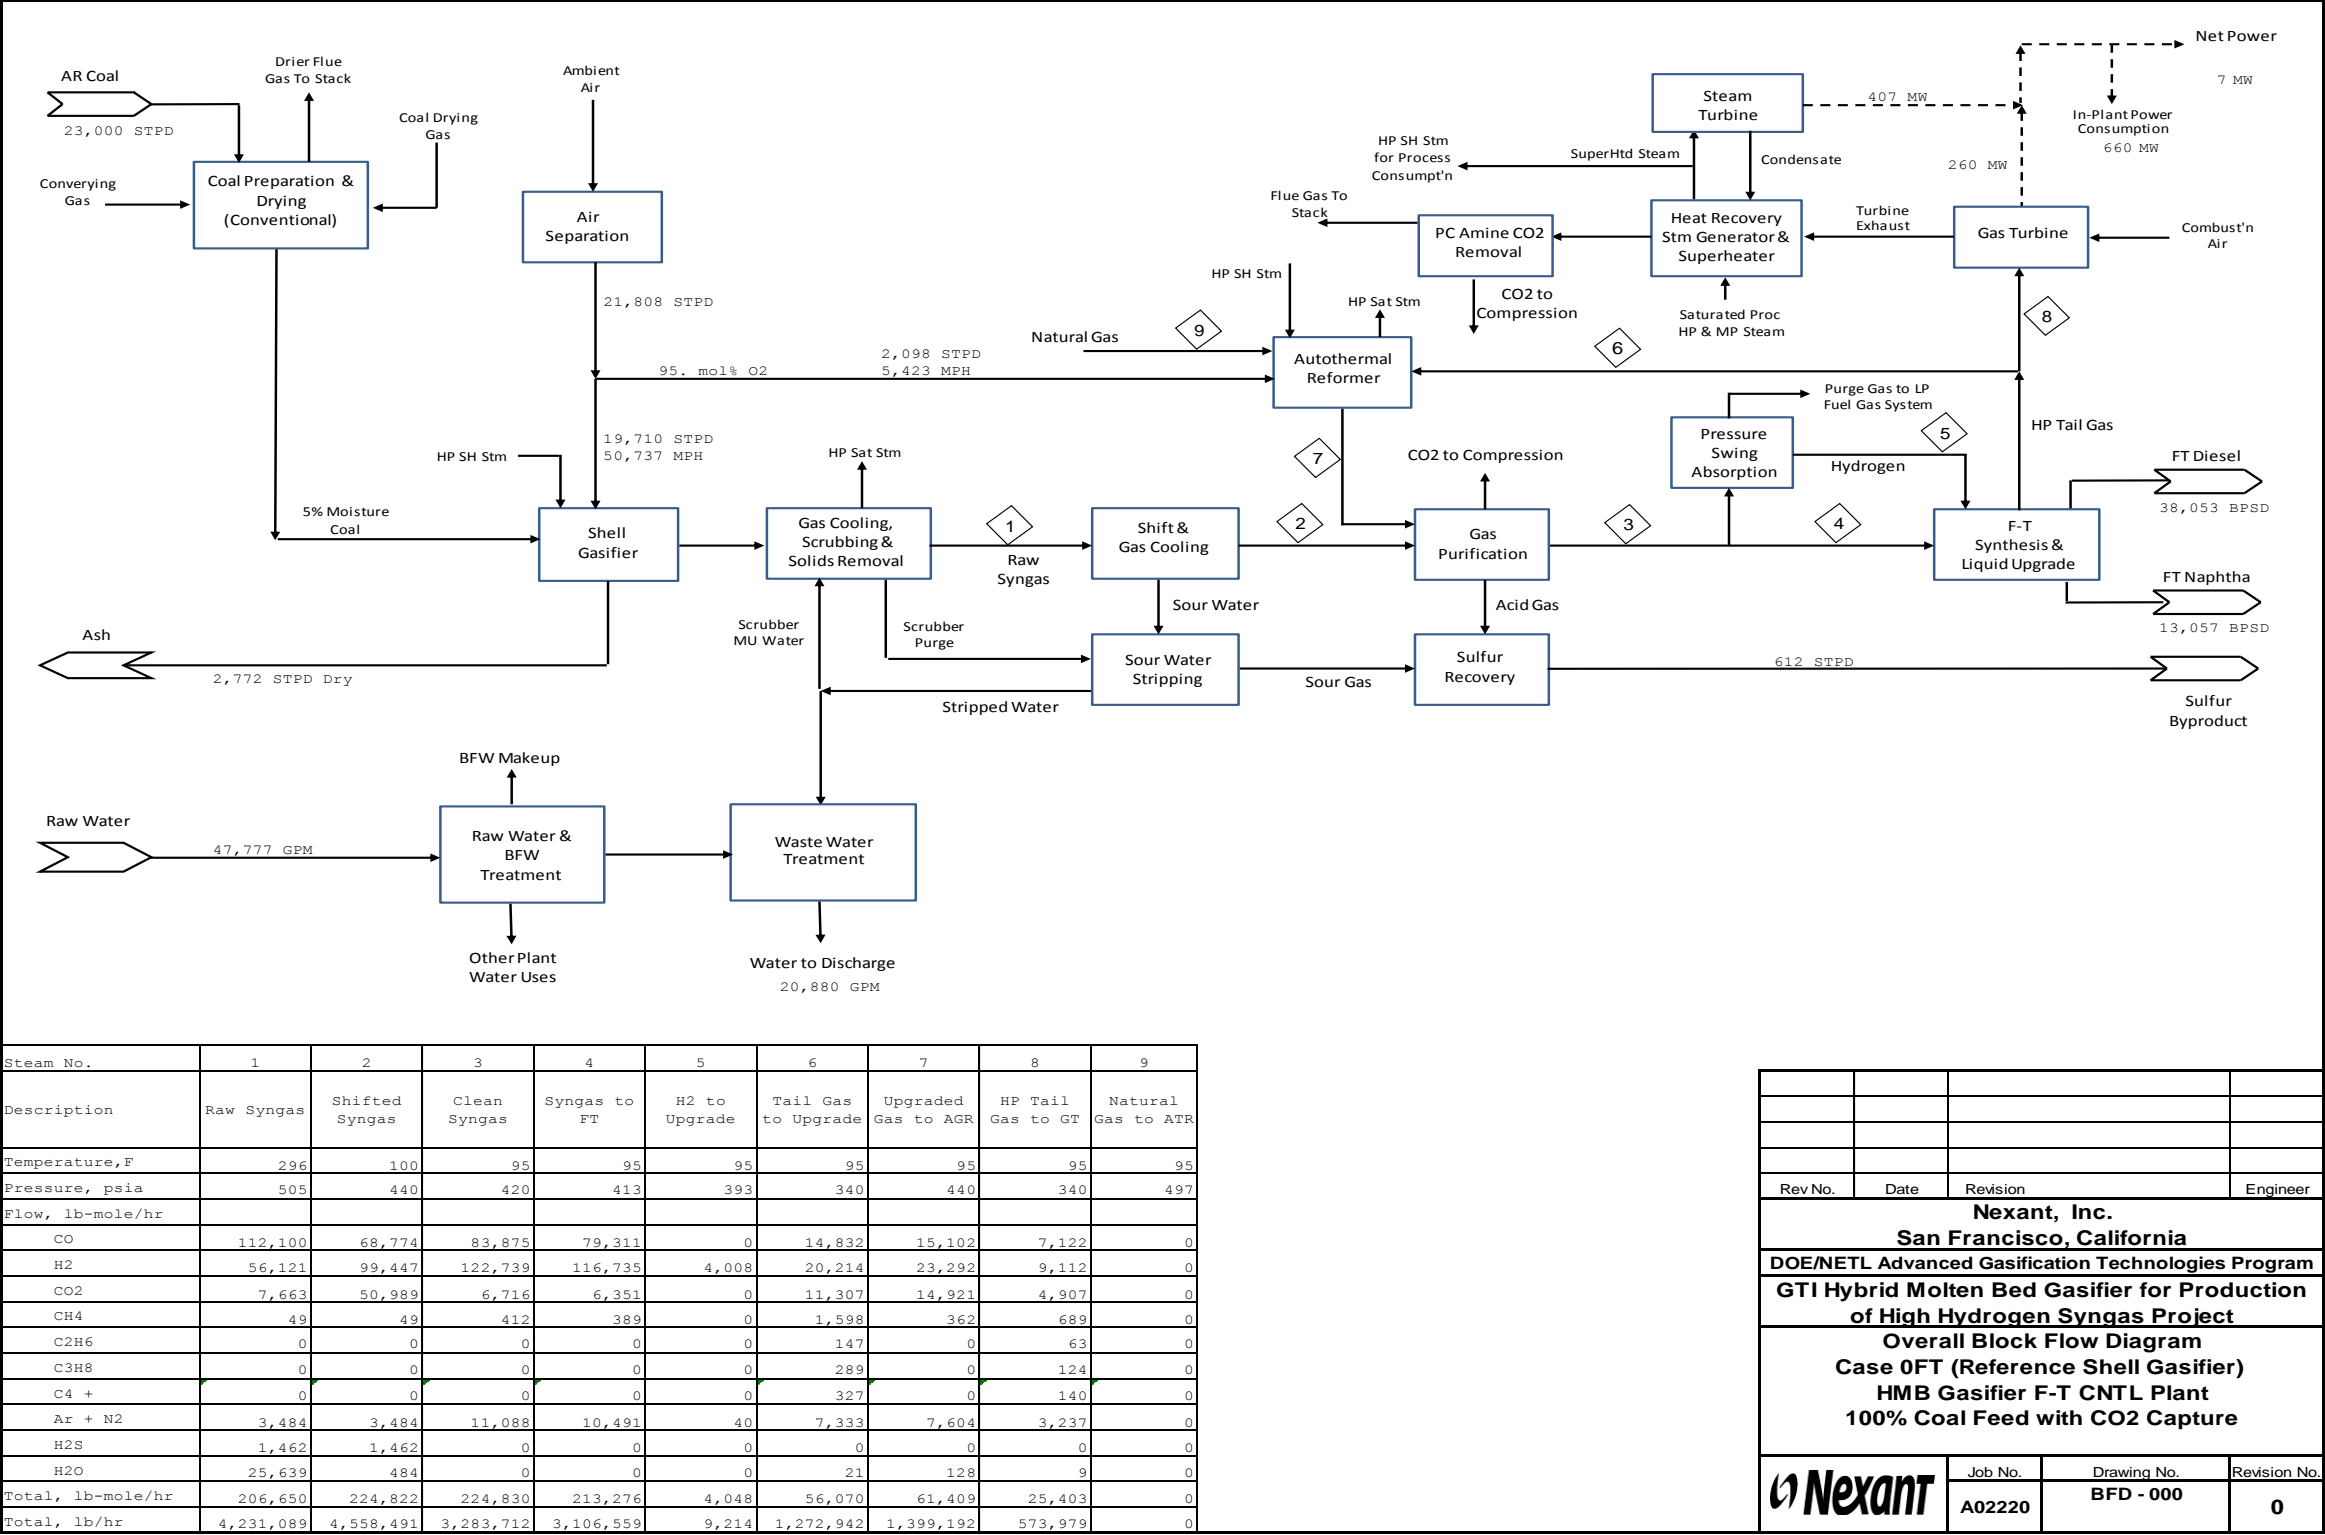 AR Coal
23,000 STPD
Drier Flue
Gas To Stack
Coal Drying
Gas
Converying
Gas
Coal Preparation &
Drying
(Conventional)
Ambient
Air
Air
Separation
21,808 STPD
95. mol% O2
2,098 STPD
5,423 MPH
19,710 STPD
50,737 MPH
HP SH Stm
5% Moisture
Coal
Shell
Gasifier
Ash
2,772 STPD Dry
HP Sat Stm
Gas Cooling,
Scrubbing &
Solids Removal
1
Raw
Syngas
Scrubber
MU Water
Scrubber
Purge
Shift &
Gas Cooling
2
Sour Water
Sour Water
Stripping
Stripped Water
Sour Gas
Natural Gas
9
HP SH Stm
HP Sat Stm
Autothermal
Reformer
7
6
CO2 to Compression
Gas
Purification
Acid Gas
Sulfur
Recovery
612 STPD
Sulfur
Byproduct
3
4
Pressure
Swing
Absorption
Purge Gas to LP
Fuel Gas System
5
Hydrogen
HP Tail Gas
8
F-T
Synthesis &
Liquid Upgrade
FT Diesel
38,053 BPSD
FT Naphtha
13,057 BPSD
Steam
Turbine
407 MW
Net Power
7 MW
In-Plant Power
Consumption
660 MW
260 MW
HP SH Stm
for Process
Consumpt'n
SuperHtd Steam
Condensate
Flue Gas To
Stack
PC Amine CO2
Removal
CO2 to
Compression
Heat Recovery
Stm Generator &
Superheater
Saturated Proc
HP & MP Steam
Turbine
Exhaust
Gas Turbine
Combust'n
Air
BFW Makeup
Raw Water
47,777 GPM
Raw Water &
BFW
Treatment
Other Plant
Water Uses
Waste Water
Treatment
Water to Discharge
20,880 GPM
Steam No. 1 2 3 4 5 6 7 8 9
Description Raw Syngas Shifted Syngas Clean Syngas Syngas to FT H2 to Upgrade Tail Gas to Upgrade Upgraded Gas to AGR HP Tail Gas to GT Natural Gas to ATR
Temperature,F 296 100 95 95 95 95 95 95 95
Pressure, psia 505 440 420 413 393 340 440 340 497
Flow, lb-mole/hr
CO 112,100 68,774 83,875 79,311 0 14,832 15,102 7,122 0
H2 56,121 99,447 122,739 116,735 4,008 20,214 23,292 9,112 0
CO2 7,663 50,989 6,716 6,351 0 11,307 14,921 4,907 0
CH4 49 49 412 389 0 1,598 362 689 0
C2H6 0 0 0 0 0 147 0 63 0
C3H8 0 0 0 0 0 289 0 124 0
C4 + 0 0 0 0 0 327 0 140 0
Ar + N2 3,484 3,484 11,088 10,491 40 7,333 7,604 3,237 0
H2S 1,462 1,462 0 0 0 0 0 0 0
H2O 25,639 484 0 0 0 21 128 9 0
Total, lb-mole/hr 206,650 224,822 224,830 213,276 4,048 56,070 61,409 25,403 0
Total, lb/hr 4,231,089 4,558,491 3,283,712 3,106,559 9,214 1,272,942 1,399,192 573,979 0
Rev No. Date Revision Engineer
Nexant, Inc.
San Francisco, California
DOE/NETL Advanced Gasification Technologies Program
GTI Hybrid Molten Bed Gasifier for Production
of High Hydrogen Syngas Project
Overall Block Flow Diagram
Case 0FT (Reference Shell Gasifier)
HMB Gasifier F-T CNTL Plant
100% Coal Feed with CO2 Capture
Nexant
Job No. Drawing No. Revision No.
A02220 BFD - 000 0